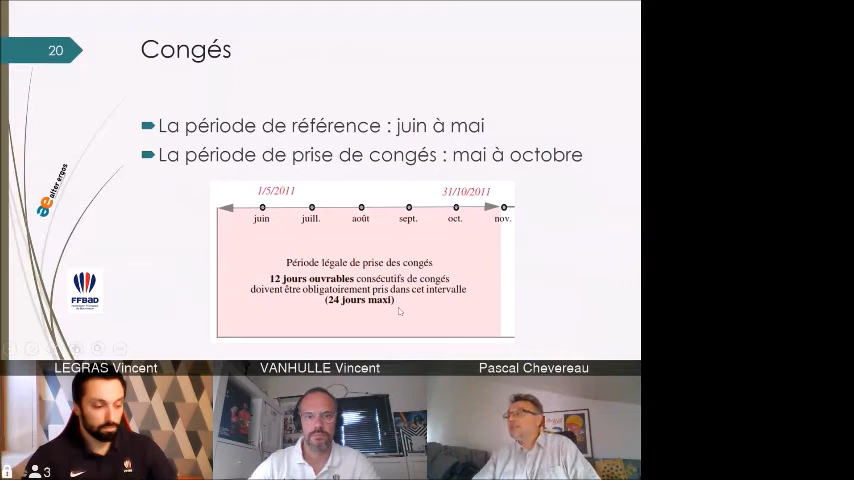 20
Congés
La période de référence : juin à mai
La période de prise de congés : mai à octobre
1/5/2011
31/10/2011
juin juill. août sept. oct. nov.
Période légale de prise des congés
12 jours ouvrables consécutifs de congés
doivent être obligatoirement pris dans cet intervalle
(24 jours maxi)
alter ergos
FFBaD
LEGRAS Vincent
VANHULLE Vincent
Pascal Chevereau
3